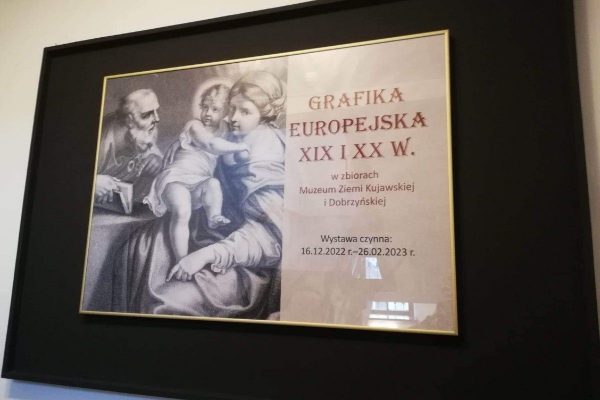 GRAFIKA
EUROPEJSKA
XIX I XX W.
w zbiorach
Muzeum Ziemi Kujawskiej
i Dobrzyńskiej
Wystawa czynna:
16.12.2022 r.–26.02.2023 r.